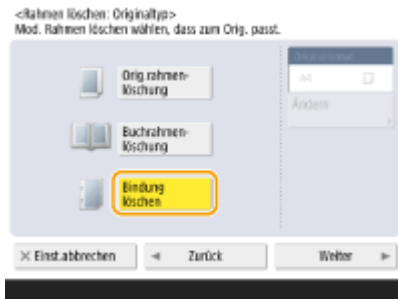 <Rahmen löschen: Originaltyp>
Mod. Rahmen löschen wählen, dass zum Orig. passt.
Originalformat
Orig.rahmen-
löschung
A4
Ändern
Buchrahmen-
löschung
Bindung
löschen
× Einst.abbrechen
◄ Zurück
Weiter ►